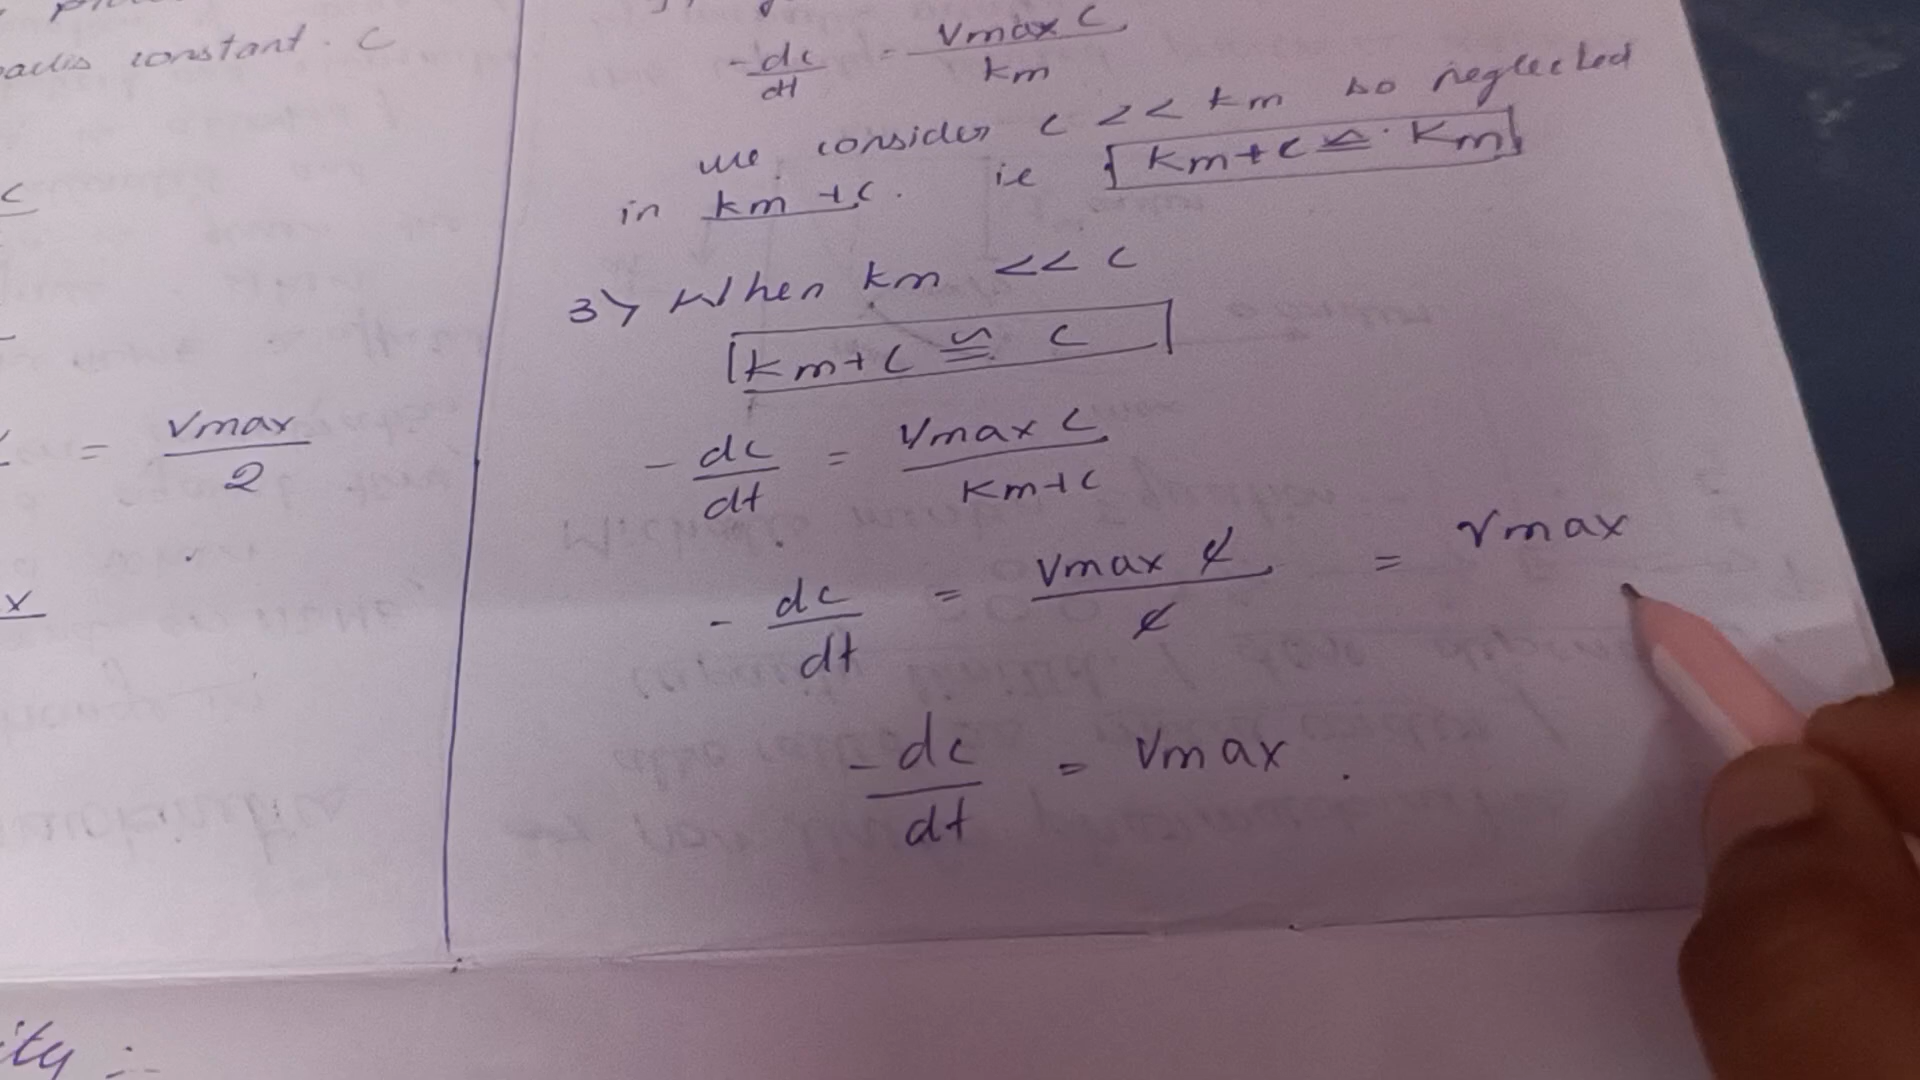 constant. C
C
= Vmax
2
x
ity :-
-dc/dt = Vmax C / Km
we consider C << Km so neglected
in Km + C. ie Km + C ≃ Km
3) When Km << C
Km + C ≅ C
- dc/dt = Vmax C / Km + C
- dc/dt = Vmax C / C = Vmax
- dc/dt = Vmax.